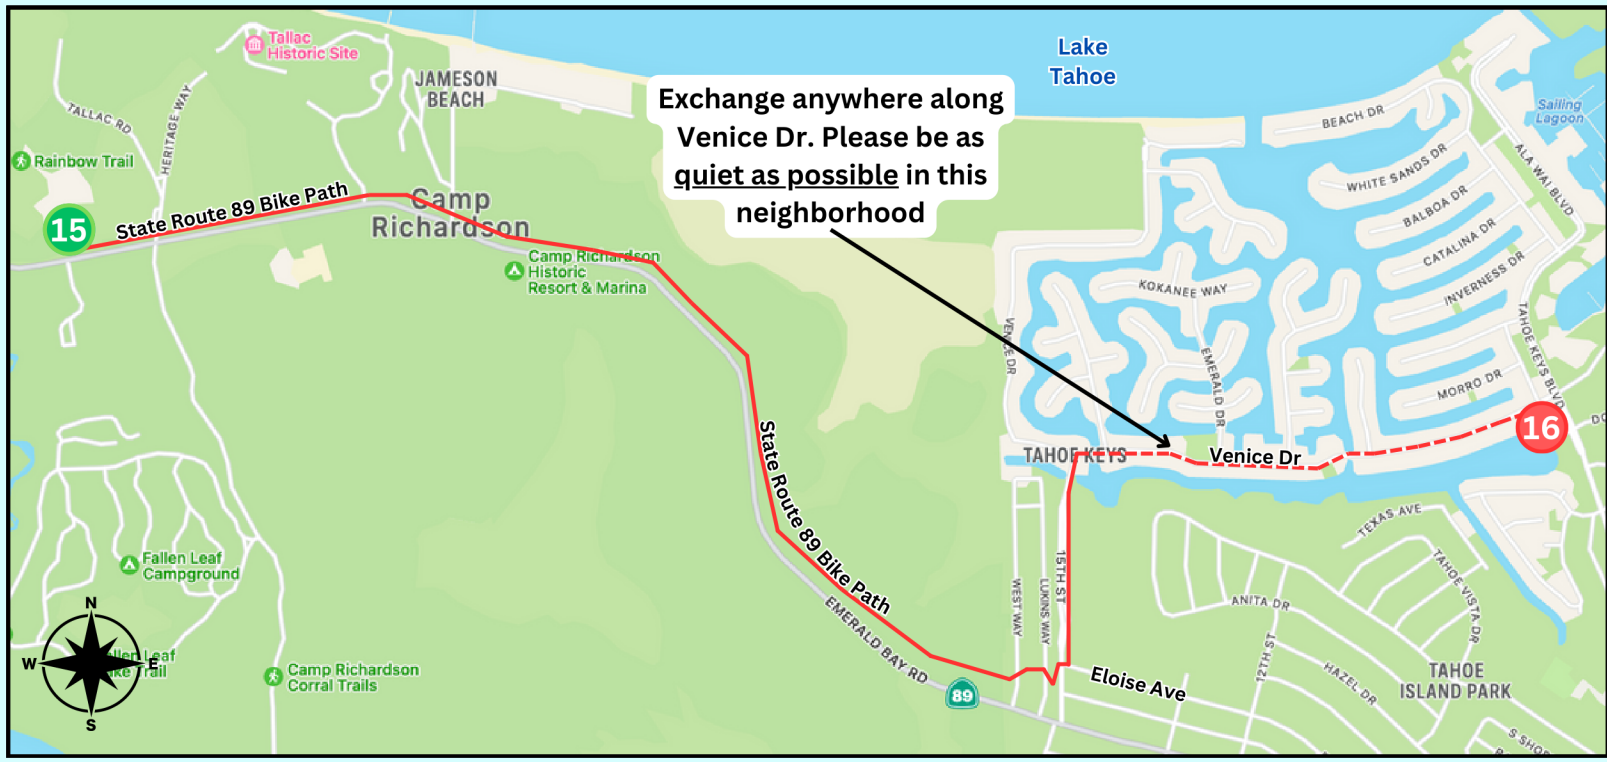 Tallac
Historic Site
JAMESON
BEACH
Lake
Tahoe
Exchange anywhere along
Venice Dr. Please be as
quiet as possible in this
neighborhood
TALLAC RD
HERITAGE WAY
Rainbow Trail
15
State Route 89 Bike Path
Camp
Richardson
Camp Richardson
Historic
Resort & Marina
BEACH DR
Sailing
Lagoon
ALA WAI BLVD
WHITE SANDS DR
BALBOA DR
CATALINA DR
INVERNESS DR
KOKANEE WAY
VENICE DR
EMERALD DR
TAHOE KEYS BLVD
MORRO DR
16
TAHOE KEYS
Venice Dr
State Route 89 Bike Path
EMERALD BAY RD
89
WEST WAY
LUKINS WAY
15TH ST
Eloise Ave
TEXAS AVE
TAHOE VISTA DR
ANITA DR
12TH ST
HAZEL DR
TAHOE
ISLAND PARK
Fallen Leaf
Campground
Camp Richardson
Corral Trails
N
W
E
S